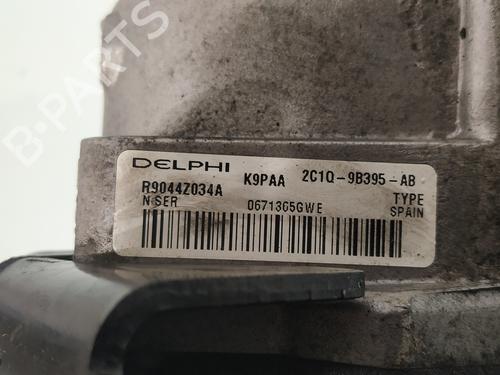 B-PARTS
DELPHI K9PAA 2C1Q-9B395-AB
R9044Z034A TYPE
N SER 0671365GWE SPAIN